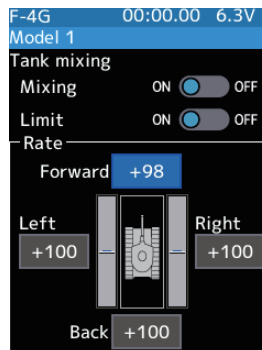 F-4G 00:00.00 6.3V
Model 1
Tank mixing
Mixing ON OFF
Limit ON OFF
Rate
Forward +98
Left Right
+100 +100
Back +100